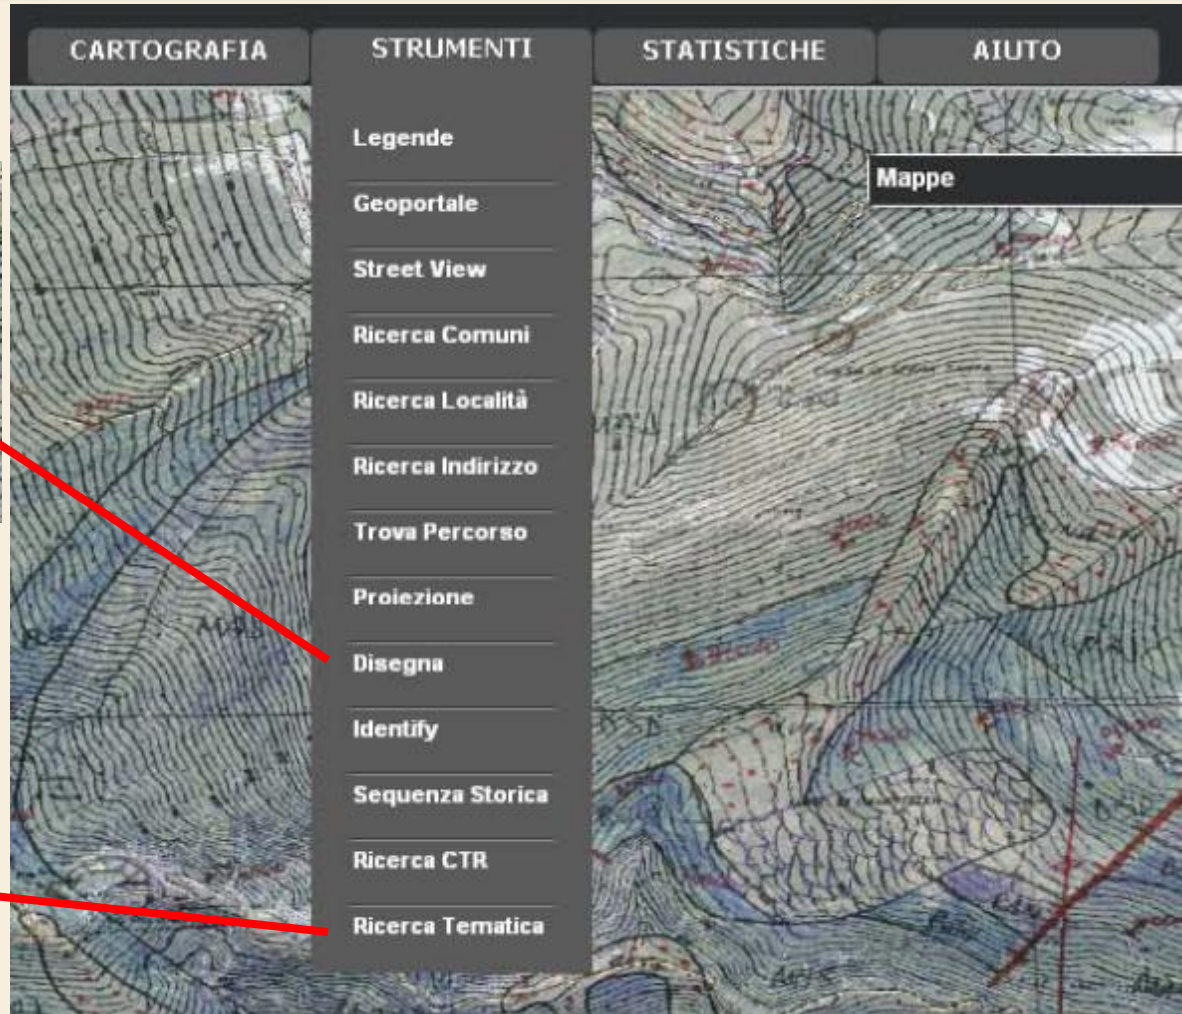 CARTOGRAFIA STRUMENTI STATISTICHE AIUTO
Legende
Mappe
Geoportale
Street View
Ricerca Comuni
Ricerca Località
Ricerca Indirizzo
Trova Percorso
Proiezione
Disegna
Identify
Sequenza Storica
Ricerca CTR
Ricerca Tematica